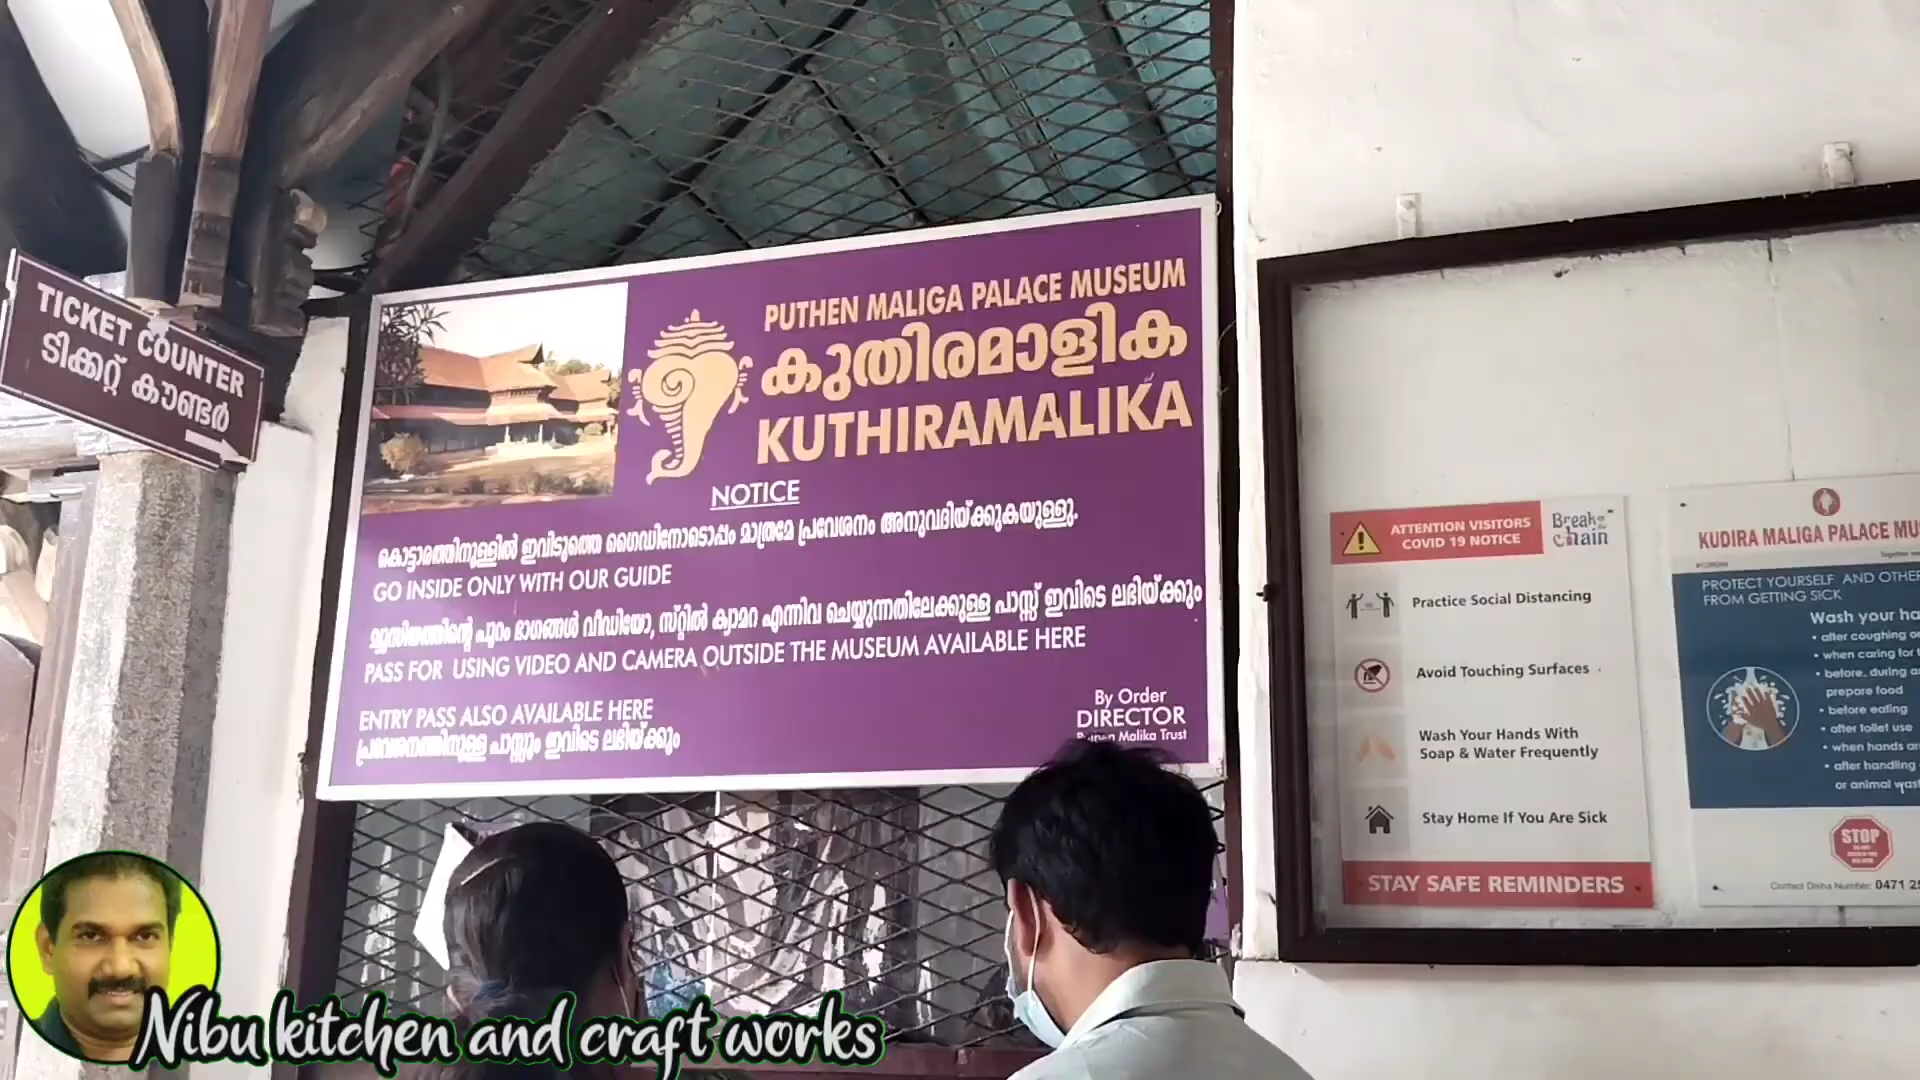 TICKET COUNTER
ടിക്കറ്റ് കൗണ്ടർ
PUTHEN MALIGA PALACE MUSEUM
കുതിരമാളിക
KUTHIRAMALIKA
NOTICE
കൊട്ടാരത്തിനുള്ളിൽ ഇവിടുത്തെ ഗൈഡിനോടൊപ്പം മാത്രമേ പ്രവേശനം അനുവദിയ്ക്കുകയുള്ളു.
GO INSIDE ONLY WITH OUR GUIDE
മ്യൂസിയത്തിന്റെ പുറം ഭാഗങ്ങൾ വീഡിയോ, സ്റ്റിൽ ക്യാമറ എന്നിവ ചെയ്യുന്നതിലേക്കുള്ള പാസ്സ് ഇവിടെ ലഭിയ്ക്കും
PASS FOR USING VIDEO AND CAMERA OUTSIDE THE MUSEUM AVAILABLE HERE
ENTRY PASS ALSO AVAILABLE HERE
പ്രവേശനത്തിനുള്ള പാസ്സും ഇവിടെ ലഭിയ്ക്കും
By Order
DIRECTOR
Malika Trust
ATTENTION VISITORS
COVID 19 NOTICE
Break the Chain
Practice Social Distancing
Avoid Touching Surfaces
Wash Your Hands With
Soap & Water Frequently
Stay Home If You Are Sick
STAY SAFE REMINDERS
KUDIRA MALIGA PALACE MU
PROTECT YOURSELF AND OTHER
FROM GETTING SICK
Wash your ha
• after coughing or
• when caring for t
• before, during a
prepare food
• before eating
• after toilet use
• when hands ar
• after handling
or animal wast
STOP
Contact Disha Number: 0471 25
Nibu kitchen and craft works